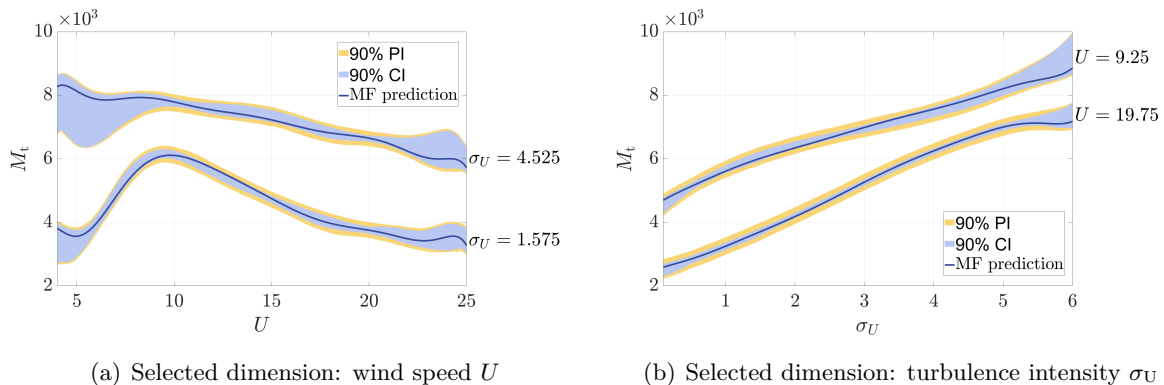 ×10³
10
8
6
4
2
M_t
5
10
15
20
25
U
90% PI
90% CI
MF prediction
σ_U = 4.525
σ_U = 1.575
(a) Selected dimension: wind speed U
×10³
10
8
6
4
2
M_t
1
2
3
4
5
6
σ_U
U = 9.25
U = 19.75
90% PI
90% CI
MF prediction
(b) Selected dimension: turbulence intensity σ_U